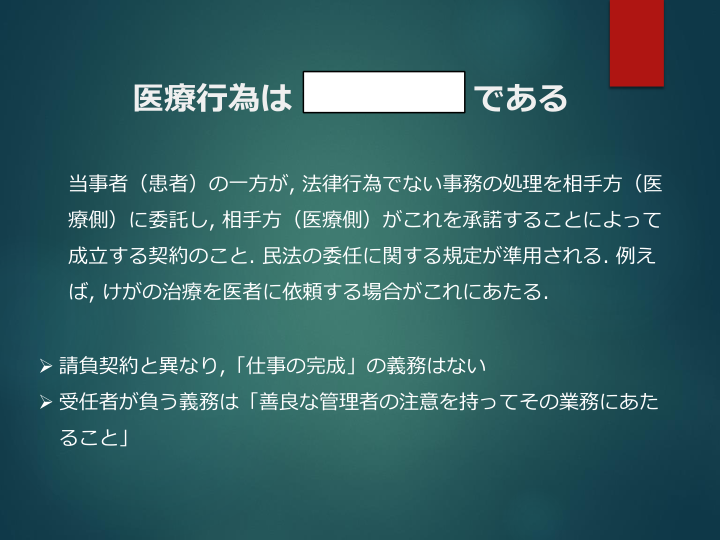 医療行為は である
当事者（患者）の一方が, 法律行為でない事務の処理を相手方（医
療側）に委託し, 相手方（医療側）がこれを承諾することによって
成立する契約のこと. 民法の委任に関する規定が準用される. 例え
ば, けがの治療を医者に依頼する場合がこれにあたる.
➢ 請負契約と異なり,「仕事の完成」の義務はない
➢ 受任者が負う義務は「善良な管理者の注意を持ってその業務にあた
ること」